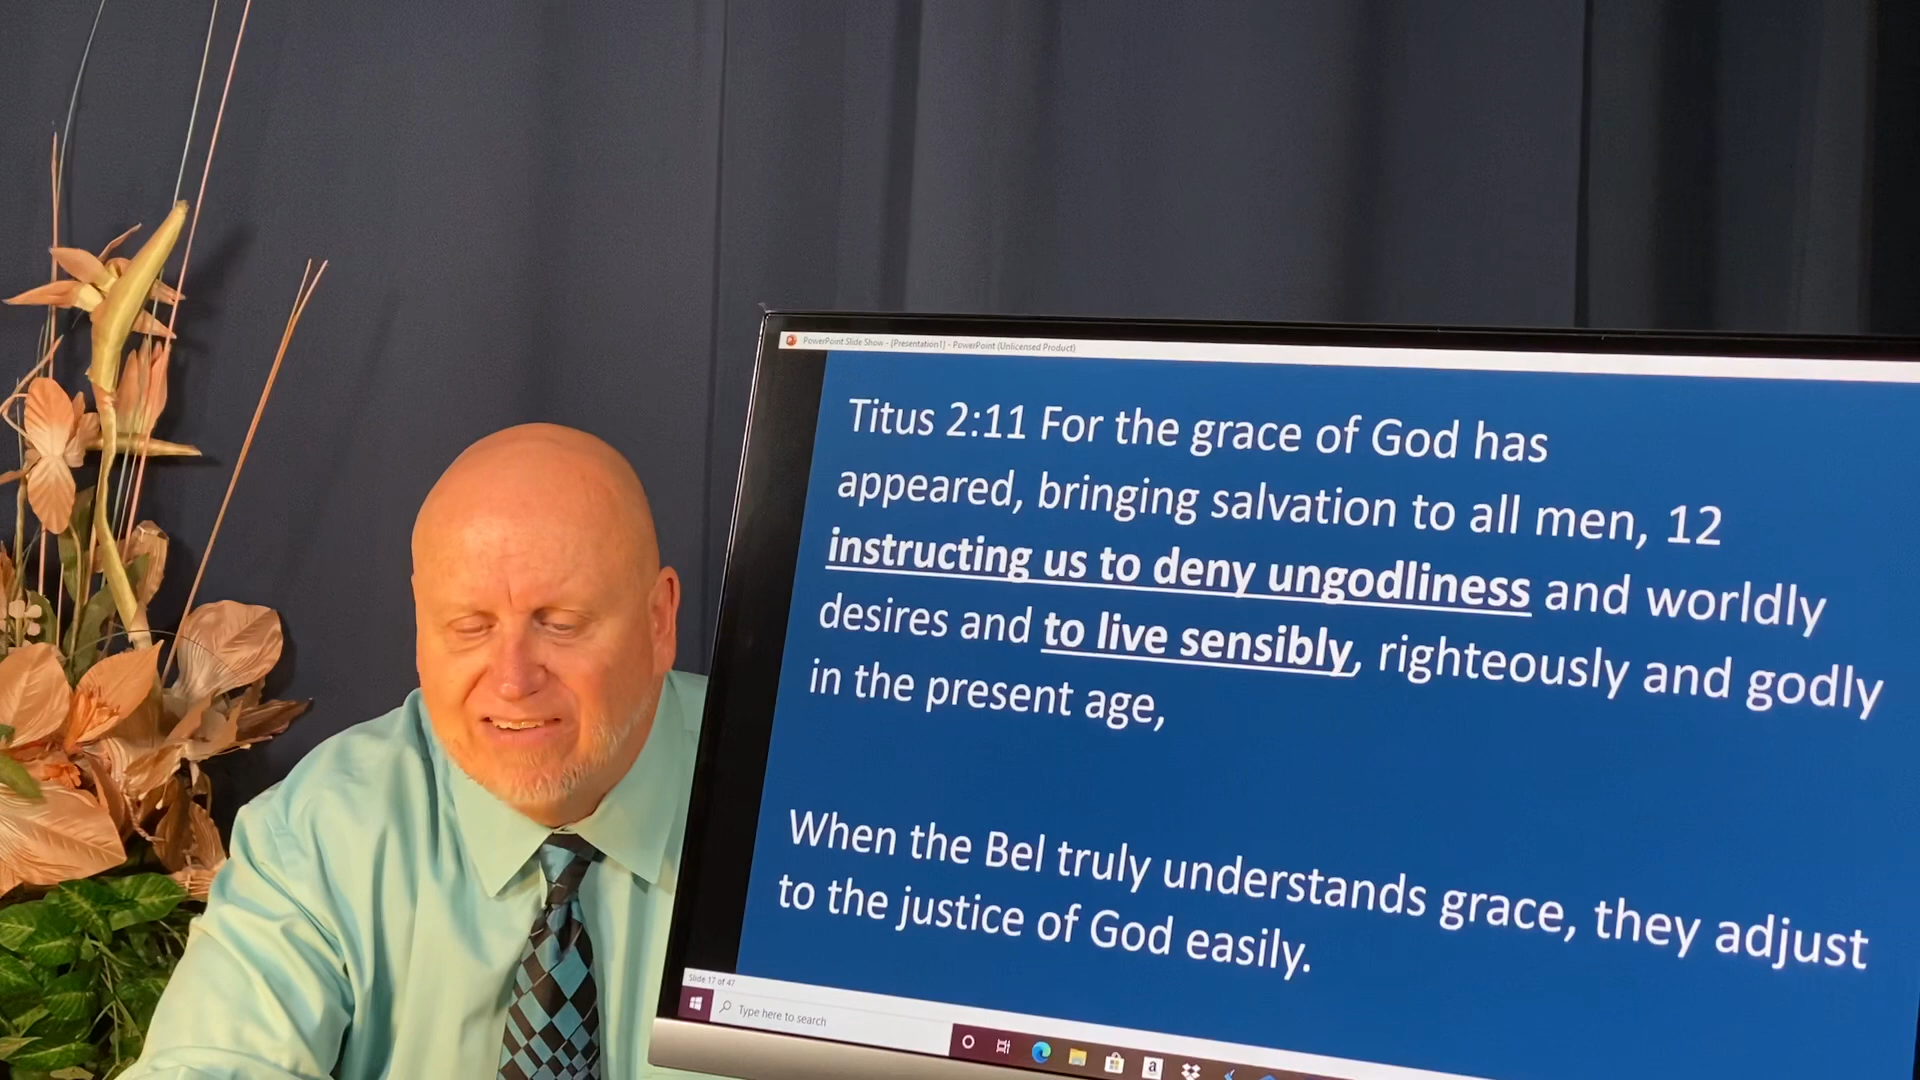 PowerPoint Slide Show - [Presentation1] - PowerPoint (Unlicensed Product)
Titus 2:11 For the grace of God has
appeared, bringing salvation to all men, 12
instructing us to deny ungodliness and worldly
desires and to live sensibly, righteously and godly
in the present age,
When the Bel truly understands grace, they adjust
to the justice of God easily.
Slide 17 of 47
Type here to search
a